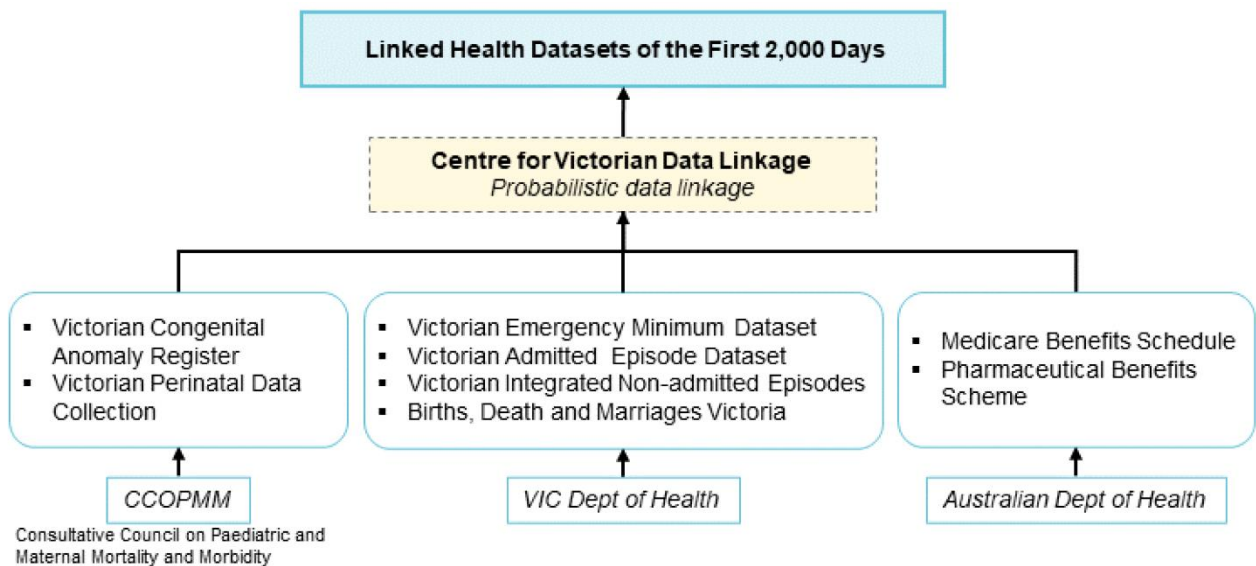 Linked Health Datasets of the First 2,000 Days
Centre for Victorian Data Linkage
Probabilistic data linkage
▪ Victorian Congenital
Anomaly Register
▪ Victorian Perinatal Data
Collection
▪ Victorian Emergency Minimum Dataset
▪ Victorian Admitted Episode Dataset
▪ Victorian Integrated Non-admitted Episodes
▪ Births, Death and Marriages Victoria
▪ Medicare Benefits Schedule
▪ Pharmaceutical Benefits
Scheme
CCOPMM
Consultative Council on Paediatric and
Maternal Mortality and Morbidity
VIC Dept of Health
Australian Dept of Health